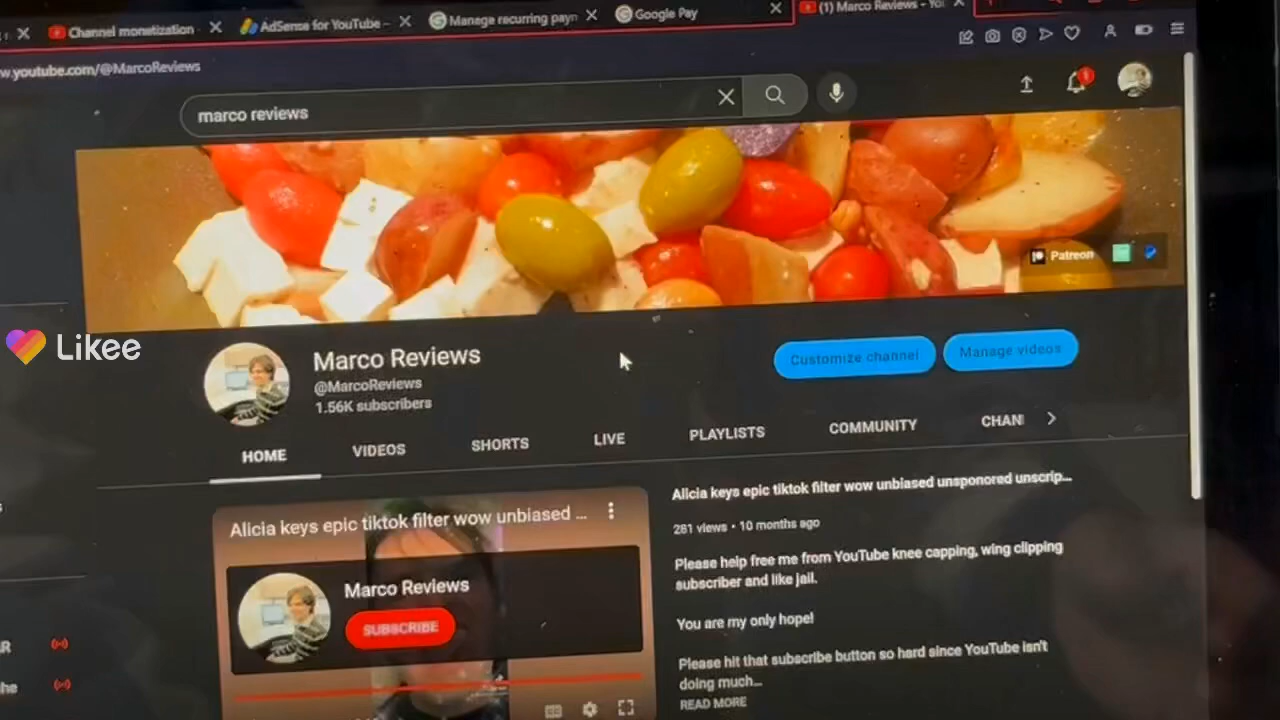 Channel monetization
AdSense for YouTube -
Manage recurring payn
Google Pay
(1) Marco Reviews - You
w.youtube.com/@MarcoReviews
marco reviews
Patreon
Likee
Marco Reviews
@MarcoReviews
1.56K subscribers
Customize channel
Manage videos
HOME
VIDEOS
SHORTS
LIVE
PLAYLISTS
COMMUNITY
CHAN
Alicia keys epic tiktok filter wow unbiased ...
Marco Reviews
SUBSCRIBE
Alicia keys epic tiktok filter wow unbiased unsponored unscrip...
281 views • 10 months ago
Please help free me from YouTube knee capping, wing clipping
subscriber and like jail.
You are my only hope!
Please hit that subscribe button so hard since YouTube isn't
doing much...
READ MORE
R
he